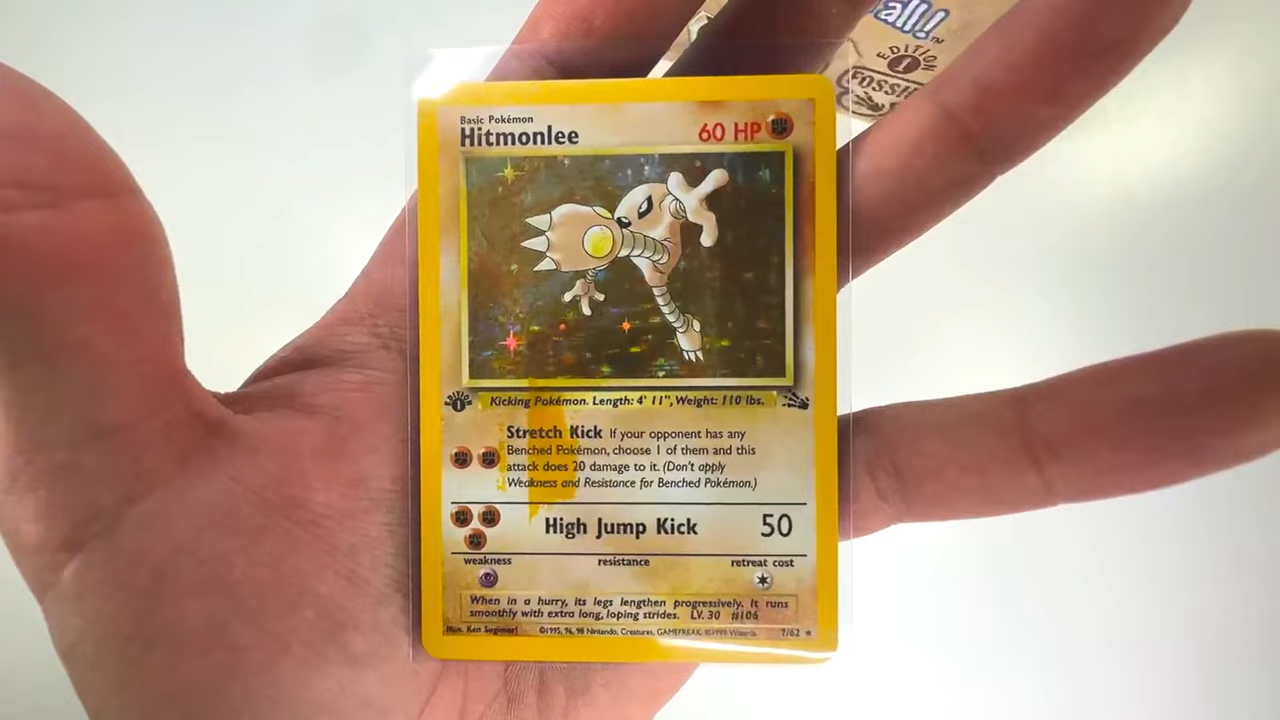 all!™
EDITION
1
FOSSIL
Basic Pokémon
Hitmonlee
60 HP
EDITION
1
Kicking Pokémon. Length: 4' 11", Weight: 110 lbs.
Stretch Kick If your opponent has any
Benched Pokémon, choose 1 of them and this
attack does 20 damage to it. (Don't apply
Weakness and Resistance for Benched Pokémon.)
High Jump Kick 50
weakness resistance retreat cost
When in a hurry, its legs lengthen progressively. It runs
smoothly with extra long, loping strides. LV. 30 #106
Illus. Ken Sugimori ©1995, 96, 98 Nintendo, Creatures, GAMEFREAK. ©1999 Wizards. 7/62 ★